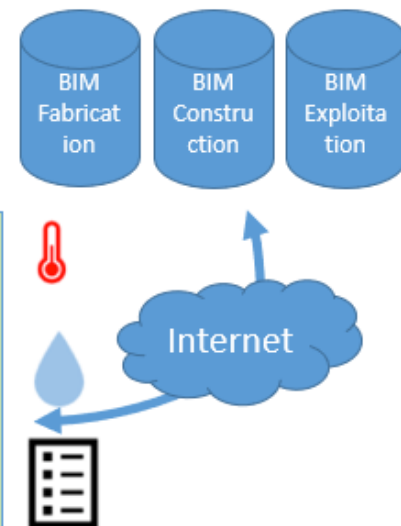 BIM
Fabricat
ion
BIM
Constru
ction
BIM
Exploita
tion
Internet